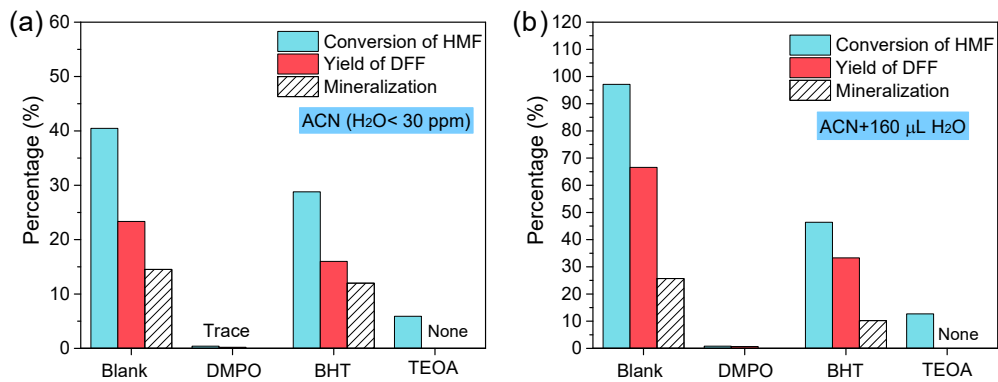 (a)
60
50
40
30
20
10
0
Percentage (%)
Conversion of HMF
Yield of DFF
Mineralization
ACN (H₂O< 30 ppm)
Trace
None
Blank DMPO BHT TEOA
(b)
120
110
100
90
80
70
60
50
40
30
20
10
0
Percentage (%)
Conversion of HMF
Yield of DFF
Mineralization
ACN+160 μL H₂O
None
Blank DMPO BHT TEOA